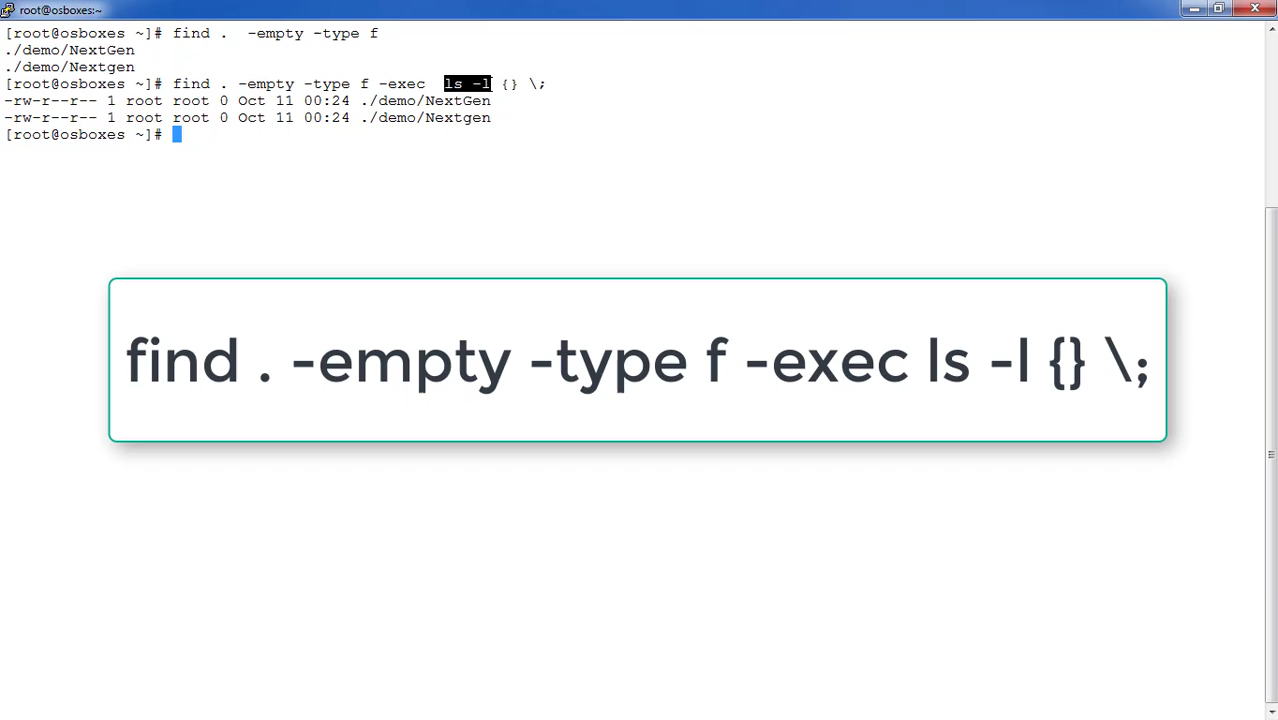 root@osboxes:~
[root@osboxes ~]# find .  -empty -type f
./demo/NextGen
./demo/Nextgen
[root@osboxes ~]# find . -empty -type f -exec  ls -l {} \;
-rw-r--r-- 1 root root 0 Oct 11 00:24 ./demo/NextGen
-rw-r--r-- 1 root root 0 Oct 11 00:24 ./demo/Nextgen
[root@osboxes ~]#
find . -empty -type f -exec ls -l {} \;